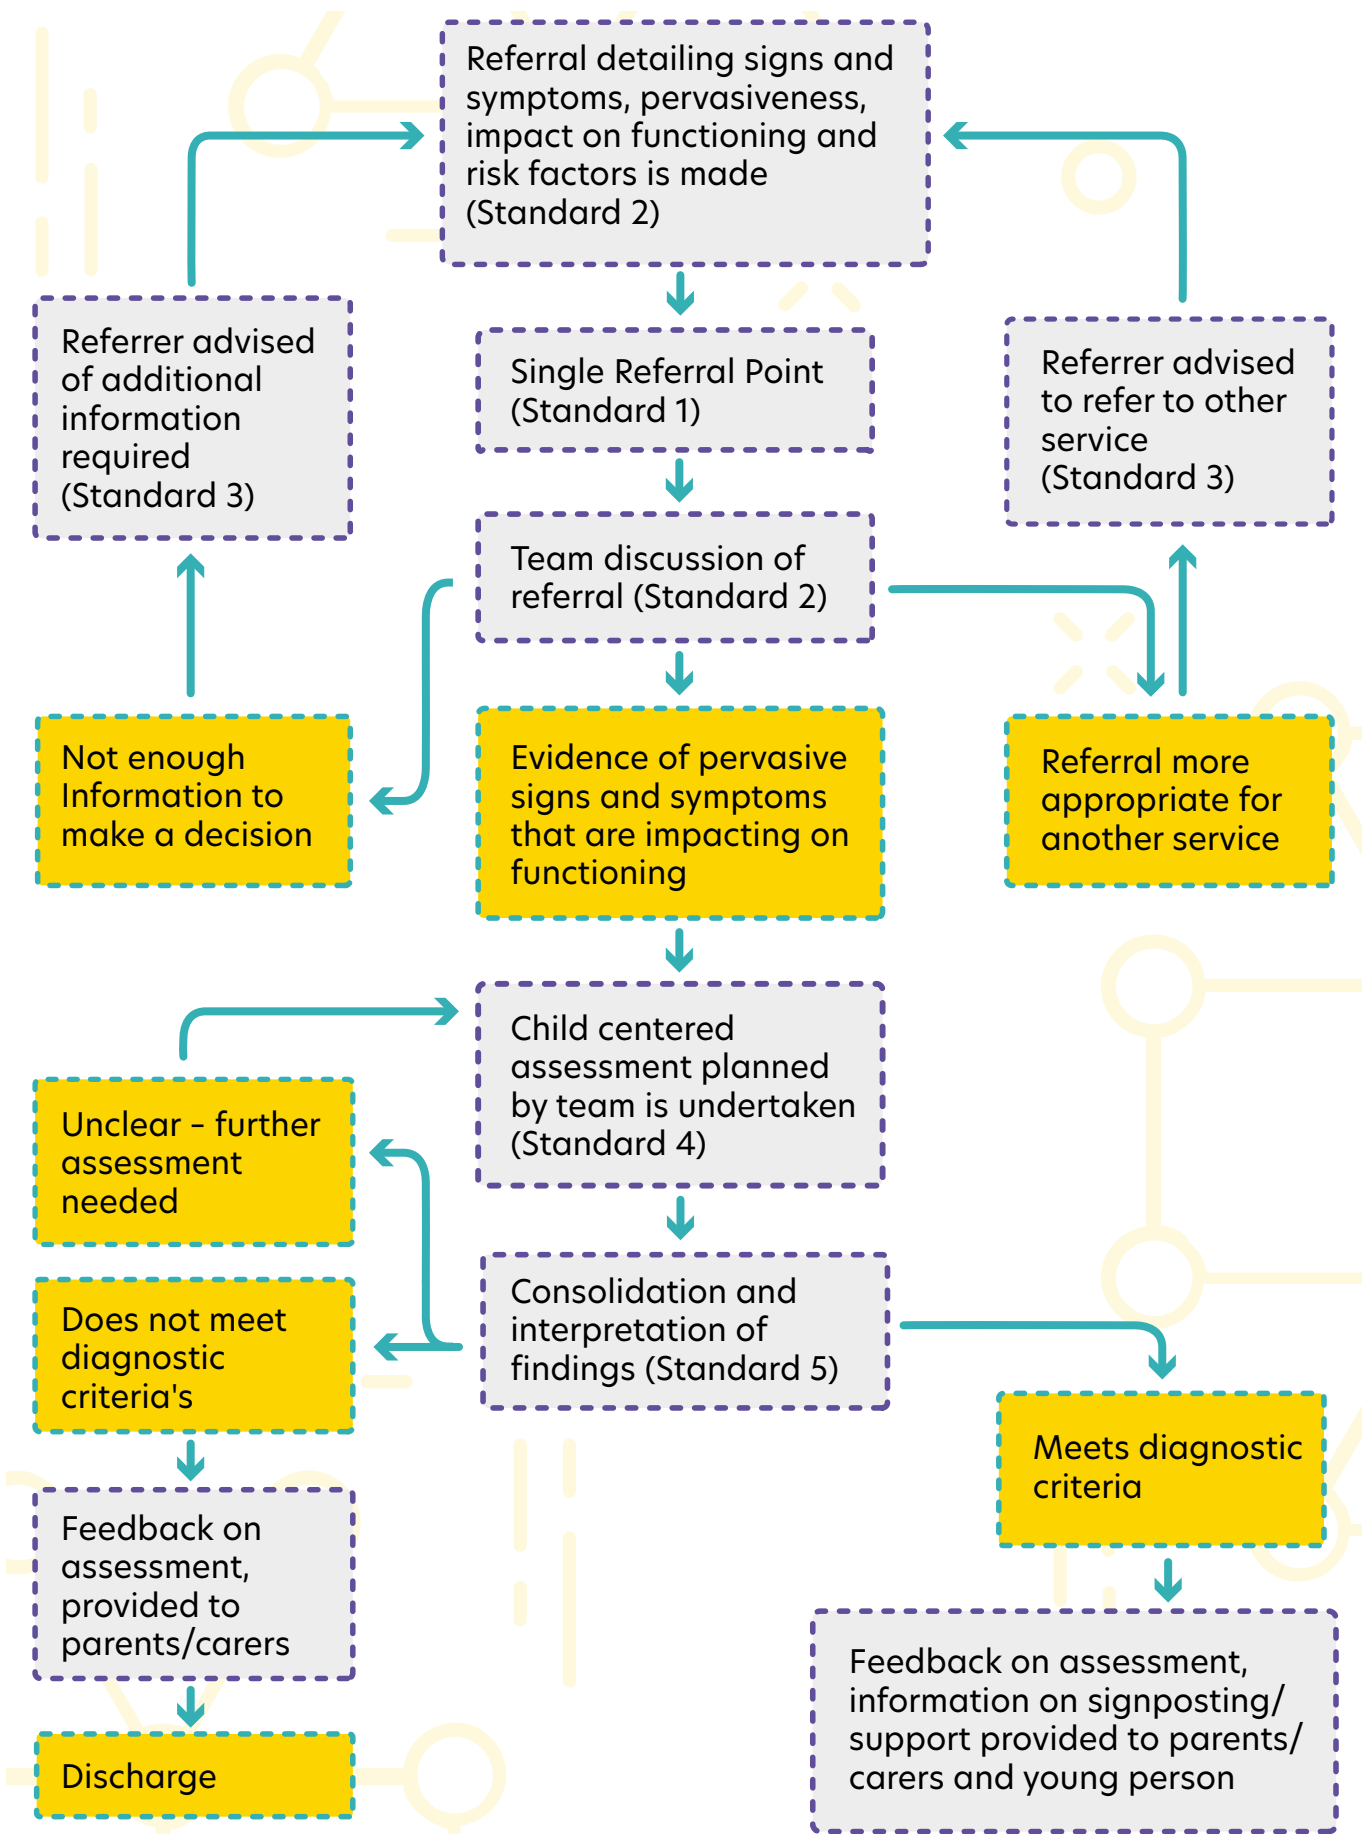 Referral detailing signs and
symptoms, pervasiveness,
impact on functioning and
risk factors is made
(Standard 2)
Single Referral Point
(Standard 1)
Referrer advised
of additional
information
required
(Standard 3)
Referrer advised
to refer to other
service
(Standard 3)
Team discussion of
referral (Standard 2)
Not enough
Information to
make a decision
Evidence of pervasive
signs and symptoms
that are impacting on
functioning
Referral more
appropriate for
another service
Child centered
assessment planned
by team is undertaken
(Standard 4)
Unclear – further
assessment
needed
Consolidation and
interpretation of
findings (Standard 5)
Does not meet
diagnostic
criteria's
Meets diagnostic
criteria
Feedback on
assessment,
provided to
parents/carers
Feedback on assessment,
information on signposting/
support provided to parents/
carers and young person
Discharge